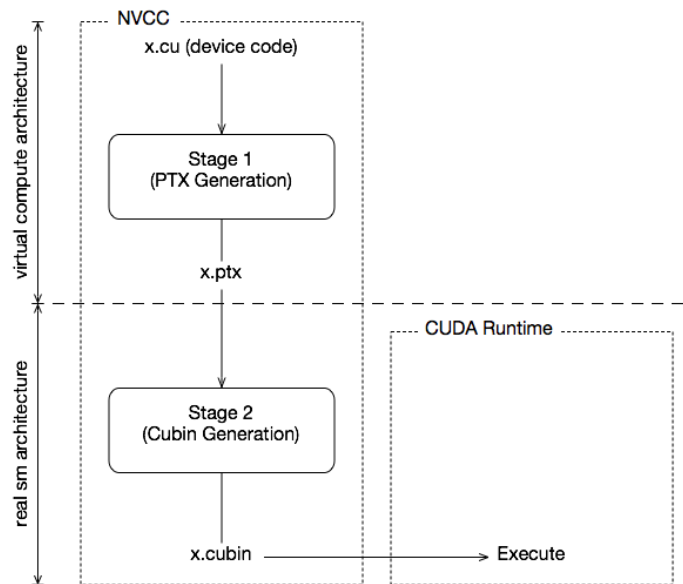 NVCC
x.cu (device code)
Stage 1
(PTX Generation)
x.ptx
virtual compute architecture
CUDA Runtime
Stage 2
(Cubin Generation)
x.cubin
Execute
real sm architecture